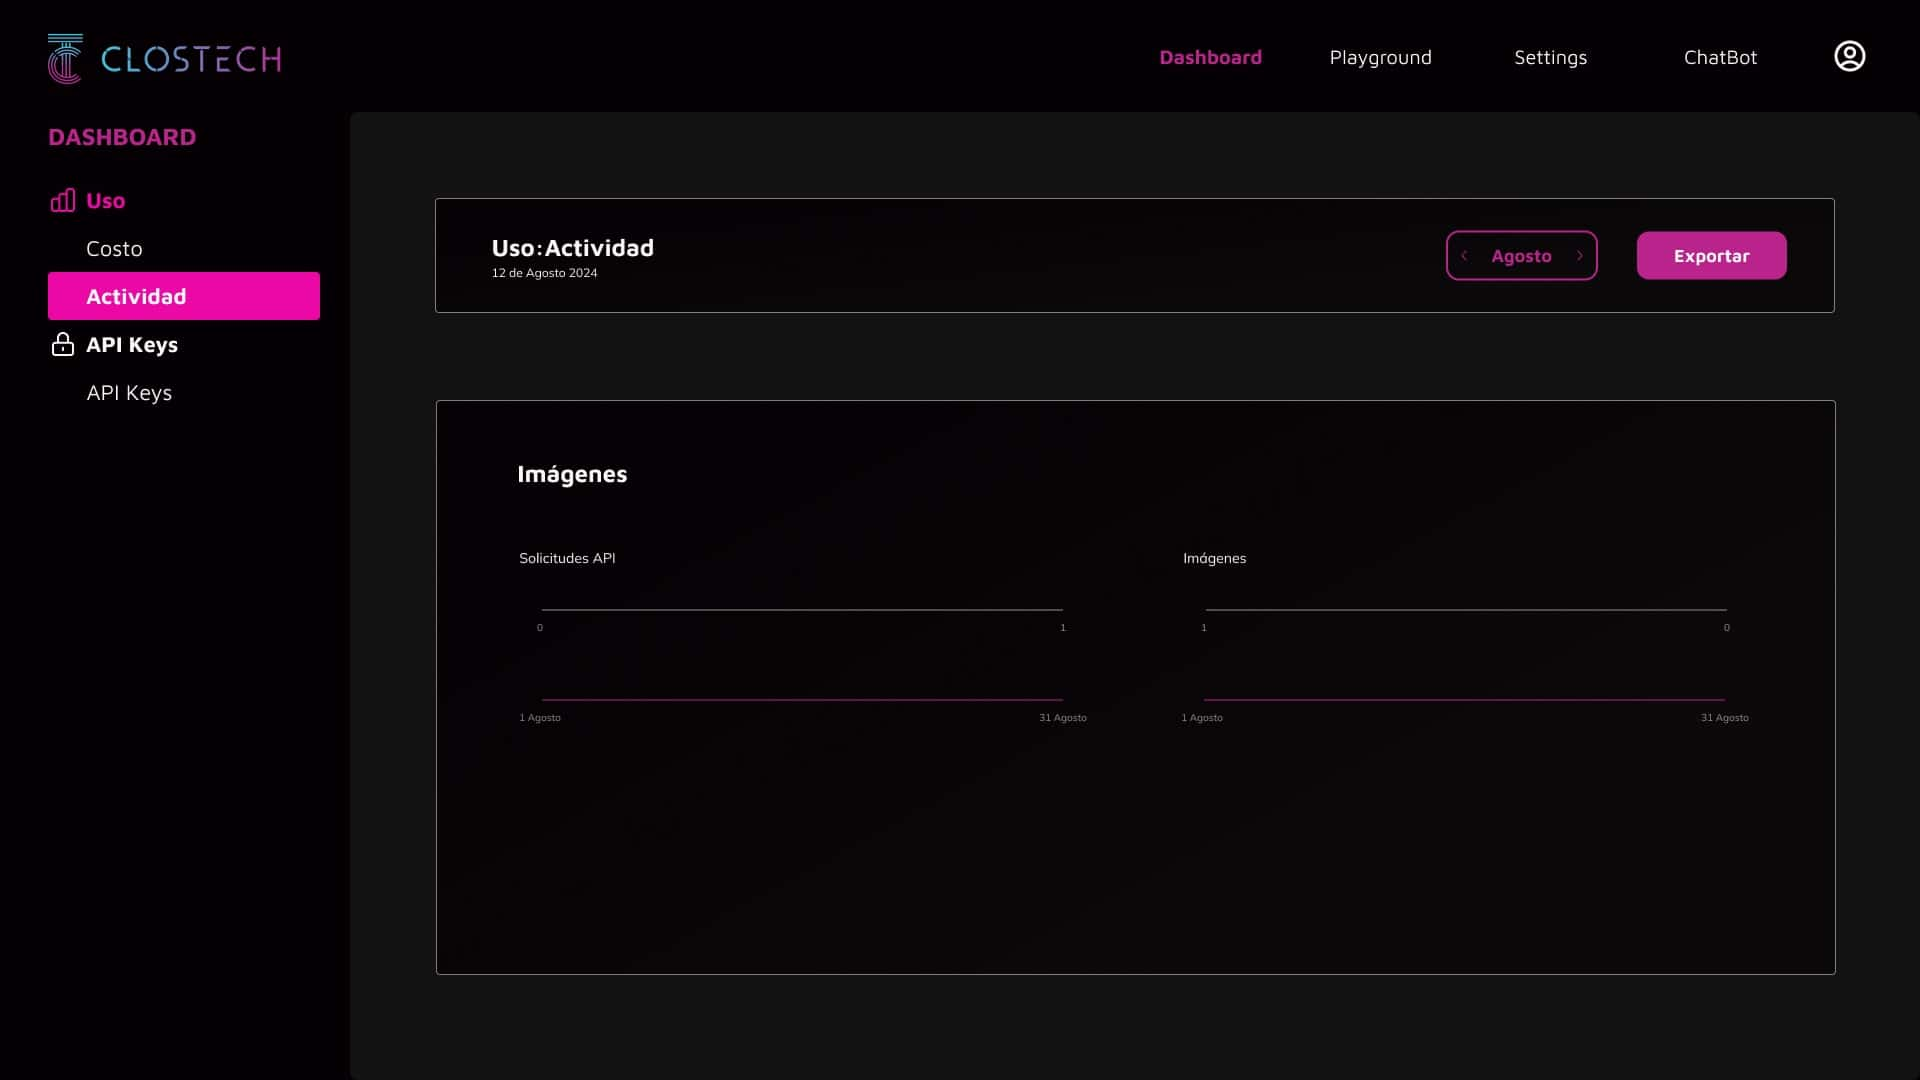 CLOSTECH
Dashboard
Playground
Settings
ChatBot
DASHBOARD
Uso
Costo
Actividad
API Keys
API Keys
Uso:Actividad
12 de Agosto 2024
Agosto
Exportar
Imágenes
Solicitudes API
0 1
1 Agosto 31 Agosto
Imágenes
1 0
1 Agosto 31 Agosto